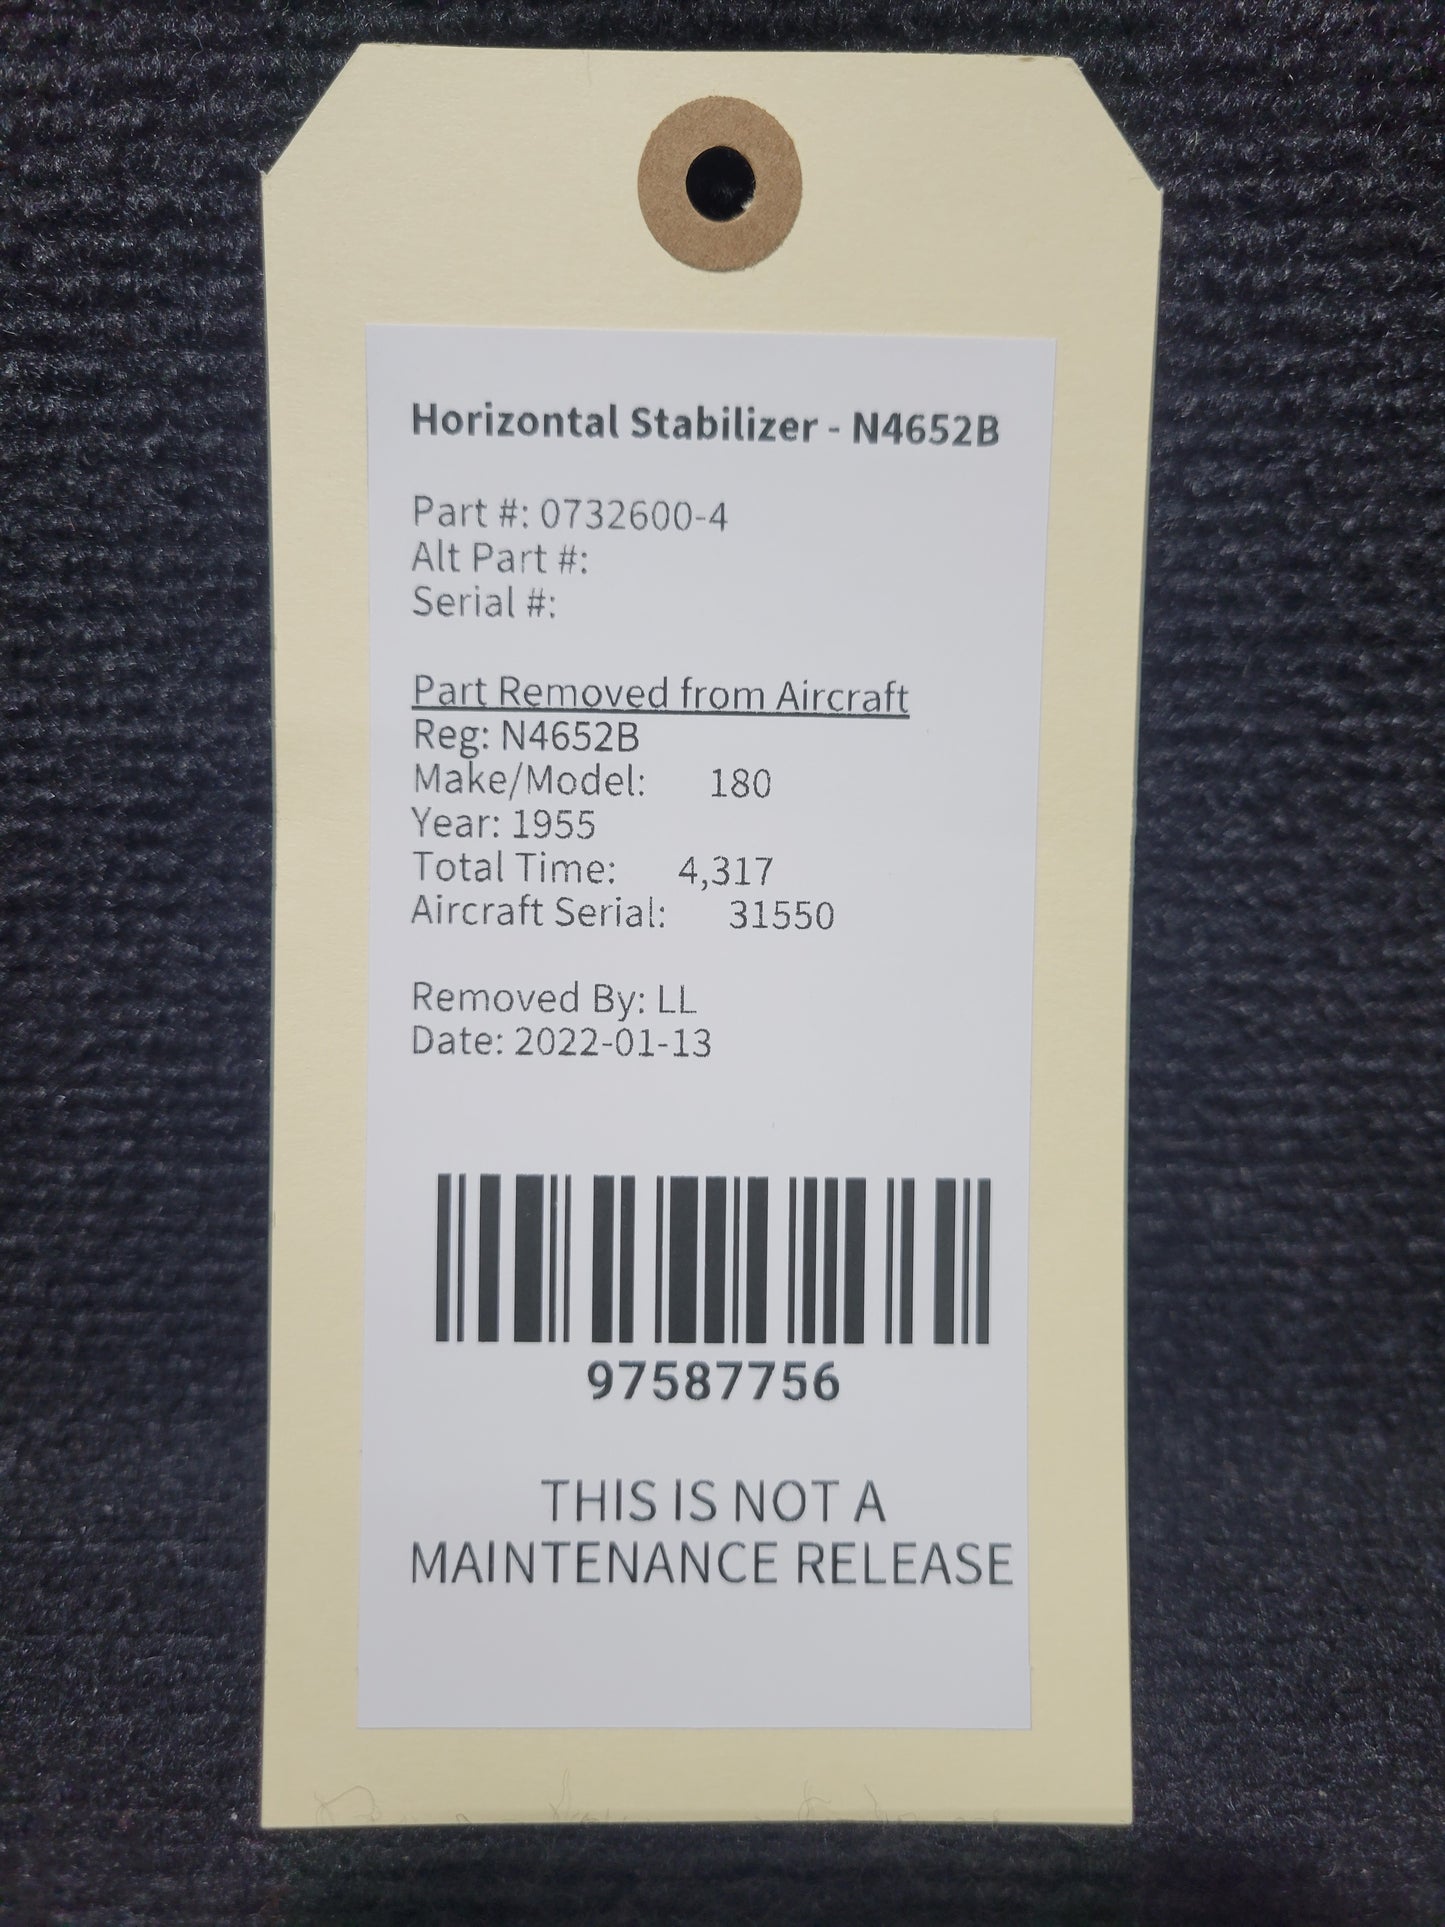 Horizontal Stabilizer - N4652B
Part #: 0732600-4
Alt Part #:
Serial #:
Part Removed from Aircraft
Reg: N4652B
Make/Model: 180
Year: 1955
Total Time: 4,317
Aircraft Serial: 31550
Removed By: LL
Date: 2022-01-13
97587756
THIS IS NOT A
MAINTENANCE RELEASE